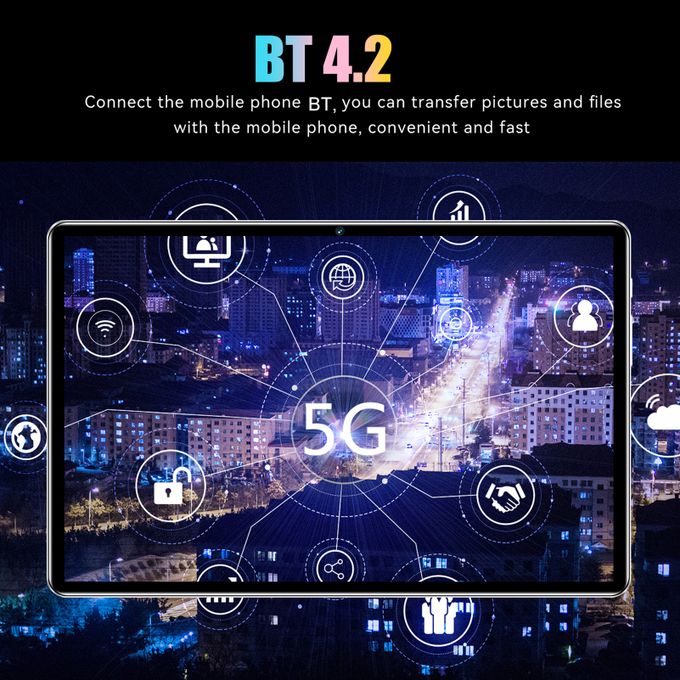 BT 4.2
Connect the mobile phone BT, you can transfer pictures and files
with the mobile phone, convenient and fast
5G